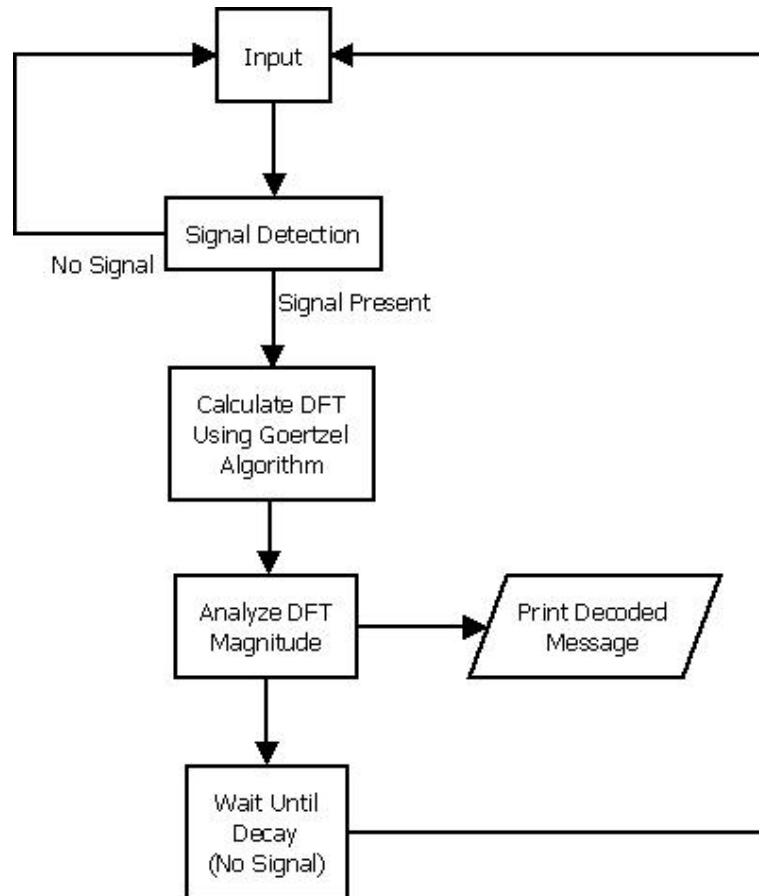 Input
Signal Detection
No Signal
Signal Present
Calculate DFT
Using Goertzel
Algorithm
Analyze DFT
Magnitude
Print Decoded
Message
Wait Until
Decay
(No Signal)